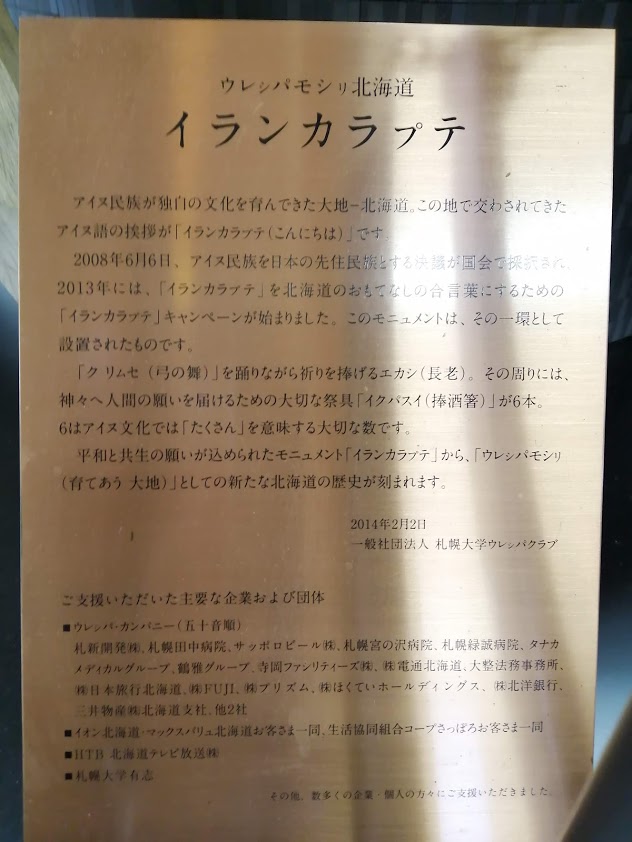 ウレㇱパモシㇼ北海道
イランカラㇷ゚テ
アイヌ民族が独自の文化を育んできた大地−北海道。この地で交わされてきた
アイヌ語の挨拶が「イランカラㇷ゚テ（こんにちは）」です。
2008年6月6日、アイヌ民族を日本の先住民族とする決議が国会で採択され、
2013年には、「イランカラㇷ゚テ」を北海道のおもてなしの合言葉にするための
「イランカラㇷ゚テ」キャンペーンが始まりました。このモニュメントは、その一環として
設置されたものです。
「ク リムセ（弓の舞）」を踊りながら祈りを捧げるエカシ（長老）。その周りには、
神々へ人間の願いを届けるための大切な祭具「イクパスイ（捧酒箸）」が6本。
6はアイヌ文化では「たくさん」を意味する大切な数です。
平和と共生の願いが込められたモニュメント「イランカラㇷ゚テ」から、「ウレㇱパモシㇼ
（育てあう 大地）」としての新たな北海道の歴史が刻まれます。
2014年2月2日
一般社団法人 札幌大学ウレㇱパクラブ
ご支援いただいた主要な企業および団体
■ウレㇱパ・カンパニー（五十音順）
札新開発㈱、札幌田中病院、サッポロビール㈱、札幌宮の沢病院、札幌緑誠病院、タナカ
メディカルグループ、鶴雅グループ、寺岡ファシリティーズ㈱、㈱電通北海道、大整法務事務所、
㈱日本旅行北海道、㈱FUJI、㈱プリズム、㈱ほくていホールディングス、㈱北洋銀行、
三井物産㈱北海道支社、他2社
■イオン北海道・マックスバリュ北海道お客さま一同、生活協同組合コープさっぽろお客さま一同
■HTB 北海道テレビ放送㈱
■札幌大学有志
その他、数多くの企業・個人の方々にご支援いただきました。